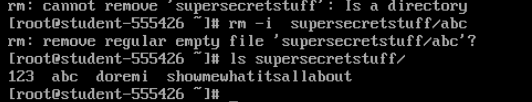 rm: cannot remove 'supersecretstuff': Is a directory
[root@student-555426 ~]# rm -i  supersecretstuff/abc
rm: remove regular empty file 'supersecretstuff/abc'?
[root@student-555426 ~]# ls supersecretstuff/
123  abc  doremi  showmewhatitsallabout
[root@student-555426 ~]#